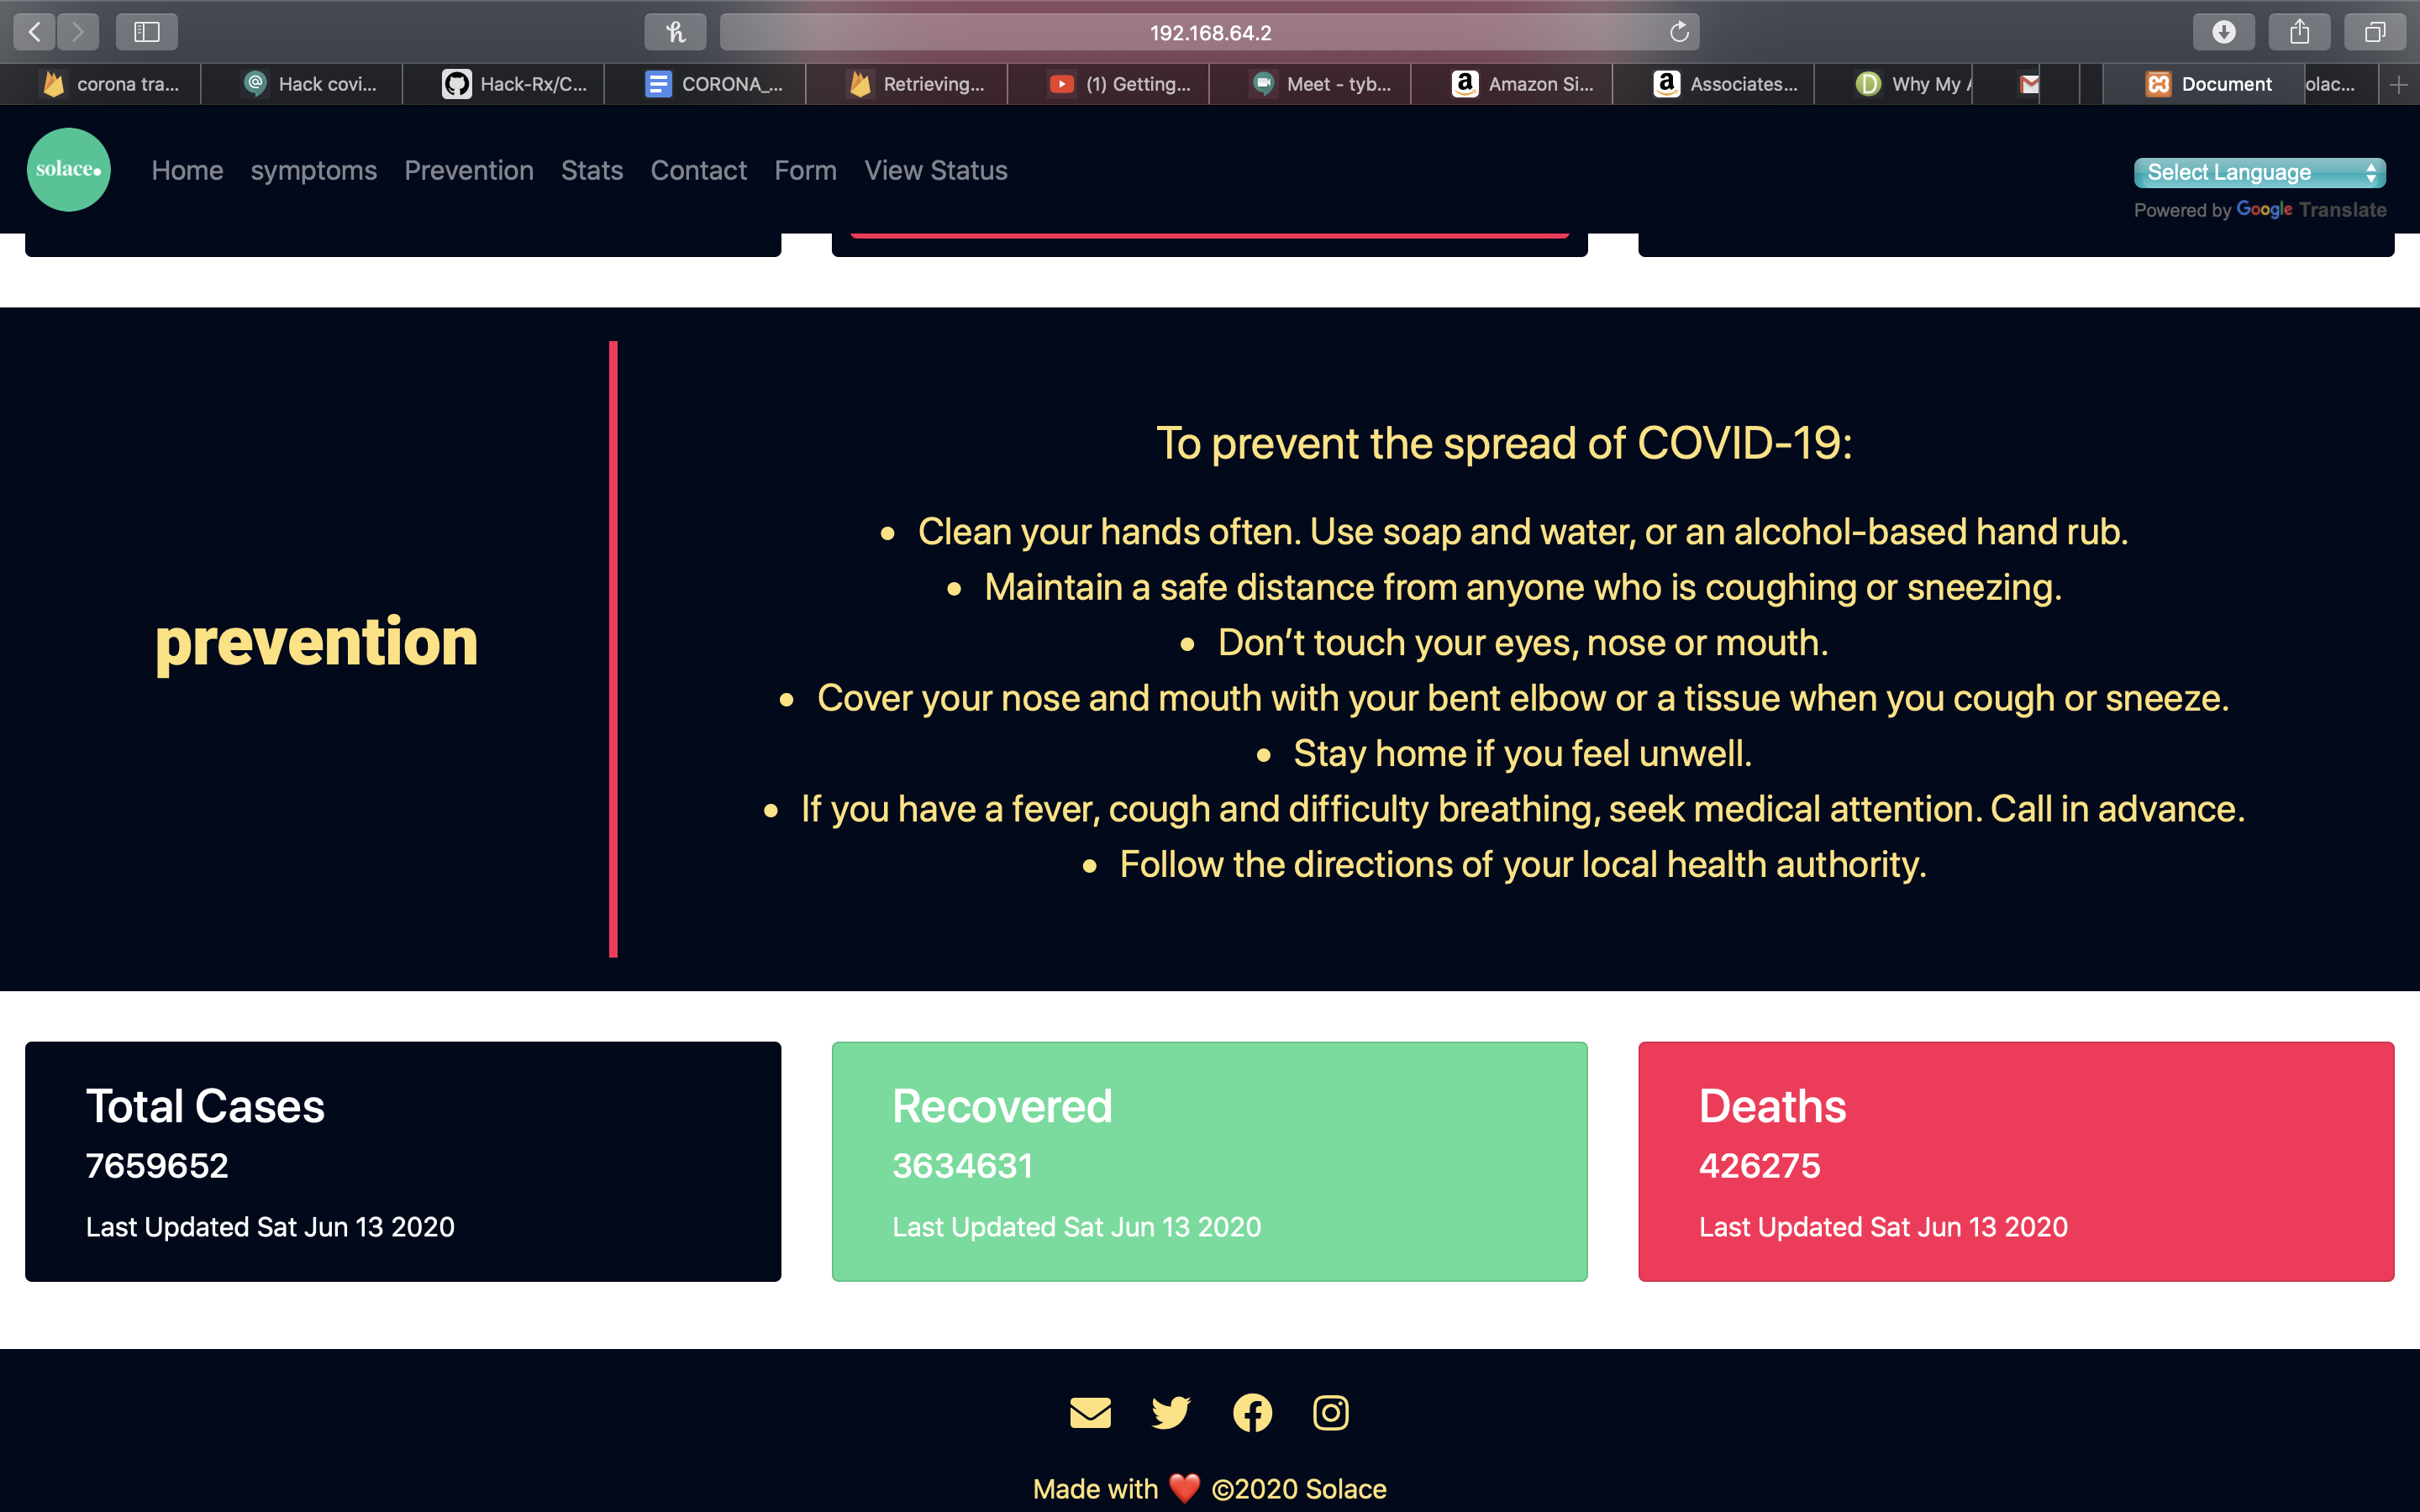 192.168.64.2
corona tra... Hack covi... Hack-Rx/C... CORONA_... Retrieving... (1) Getting... Meet - tyb... Amazon Si... Associates... Why My Document olac...
solace. Home symptoms Prevention Stats Contact Form View Status Select Language
Powered by Google Translate
To prevent the spread of COVID-19:
Clean your hands often. Use soap and water, or an alcohol-based hand rub.
Maintain a safe distance from anyone who is coughing or sneezing.
Don’t touch your eyes, nose or mouth.
prevention
Cover your nose and mouth with your bent elbow or a tissue when you cough or sneeze.
Stay home if you feel unwell.
If you have a fever, cough and difficulty breathing, seek medical attention. Call in advance.
Follow the directions of your local health authority.
Total Cases
7659652
Last Updated Sat Jun 13 2020
Recovered
3634631
Last Updated Sat Jun 13 2020
Deaths
426275
Last Updated Sat Jun 13 2020
Made with ❤️ ©2020 Solace